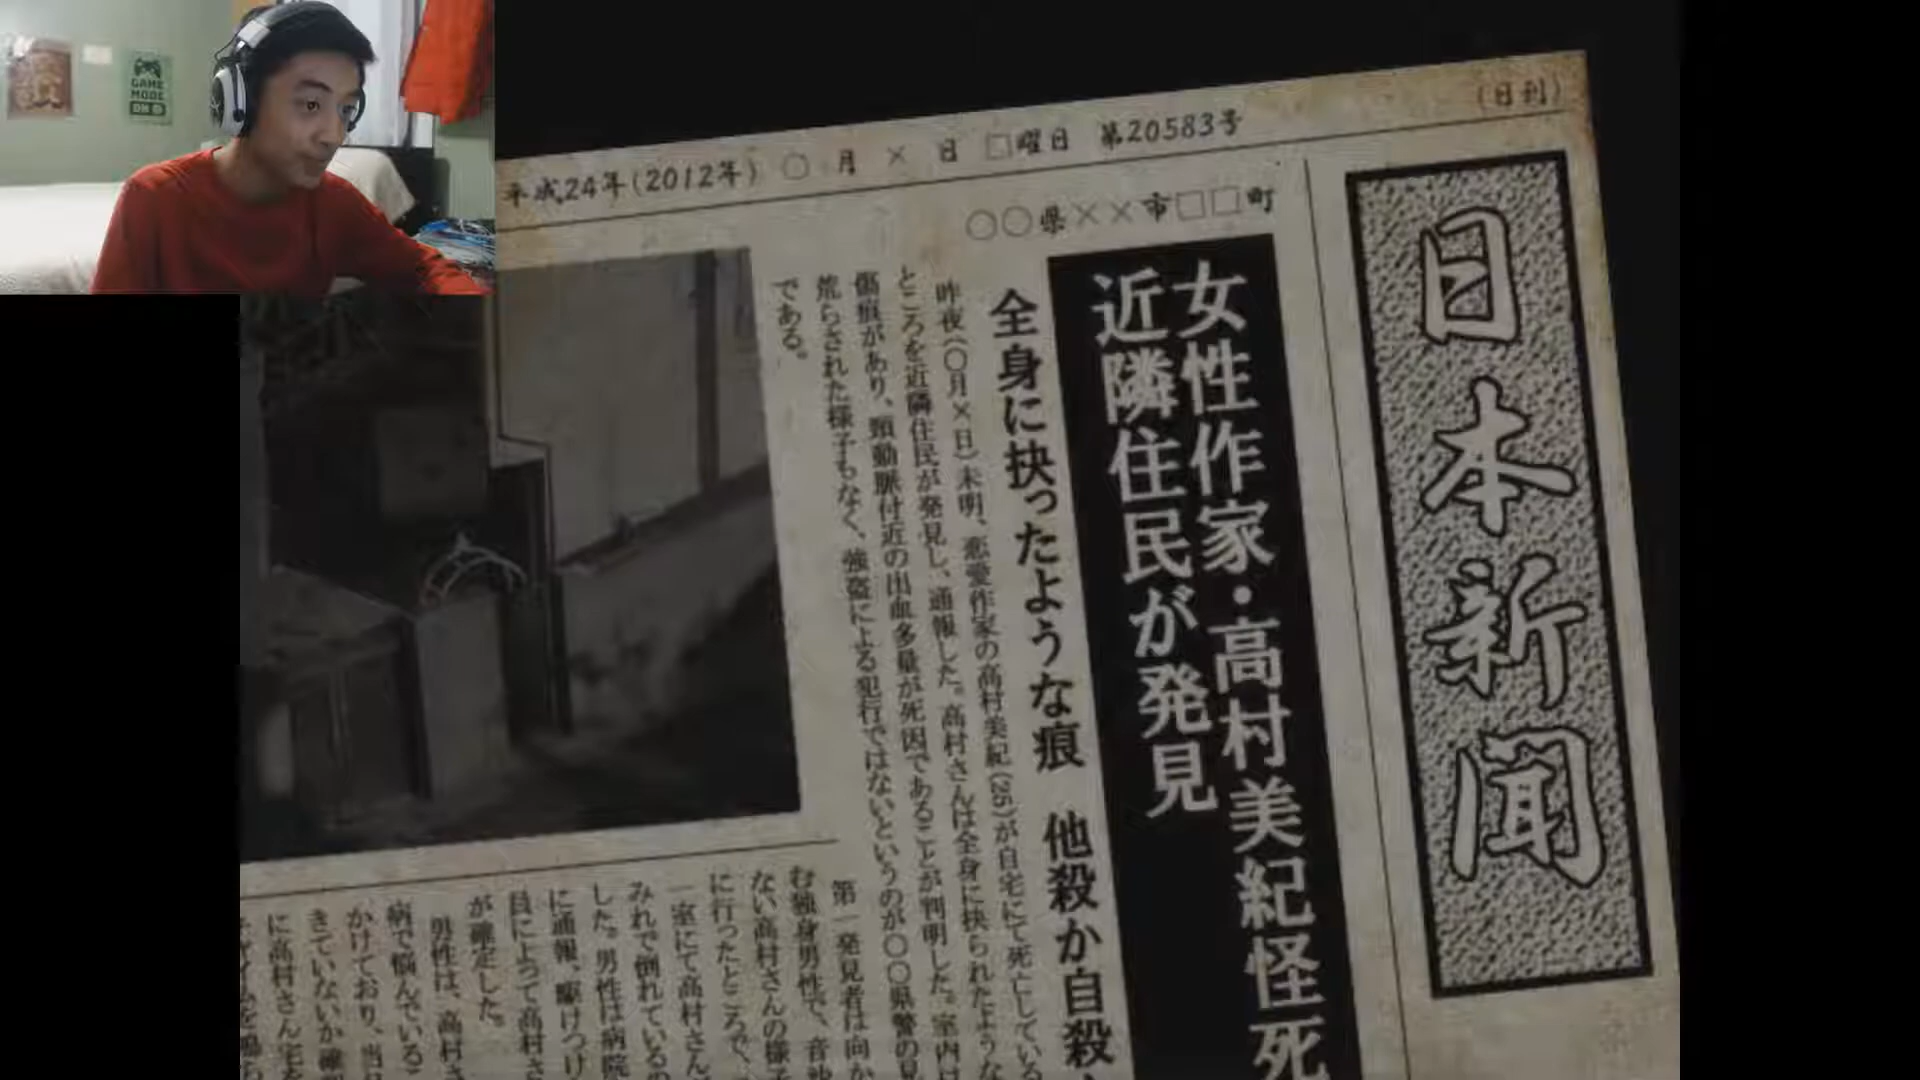 GAME
MODE
ON
(日刊)
平成24年(2012年) 〇 月 × 日 □曜日 第20583号
日本新聞
〇〇県××市□□町
女性作家・高村美紀怪死
近隣住民が発見
全身に抉ったような痕 他殺か自殺
昨夜(〇月×日)未明、恋愛作家の高村美紀(25)が自宅にて死亡している
ところを近隣住民が発見し、通報した。高村さんは全身に抉られたような
傷痕があり、頸動脈付近の出血多量が死因であることが判明した。室内は
荒らされた様子もなく、強盗による犯行ではないというのが〇〇県警の見
である。
第一発見者は向か
む独身男性で、音沙
ない高村さんの様子
に行ったところで、
一室にて高村さんが
みれで倒れているの
した。男性は病院
に通報、駆けつけ
員によって高村さ
が確定した。
男性は、高村さ
病で悩んでいるこ
かけており、当日
きていないか確
に高村さん宅を